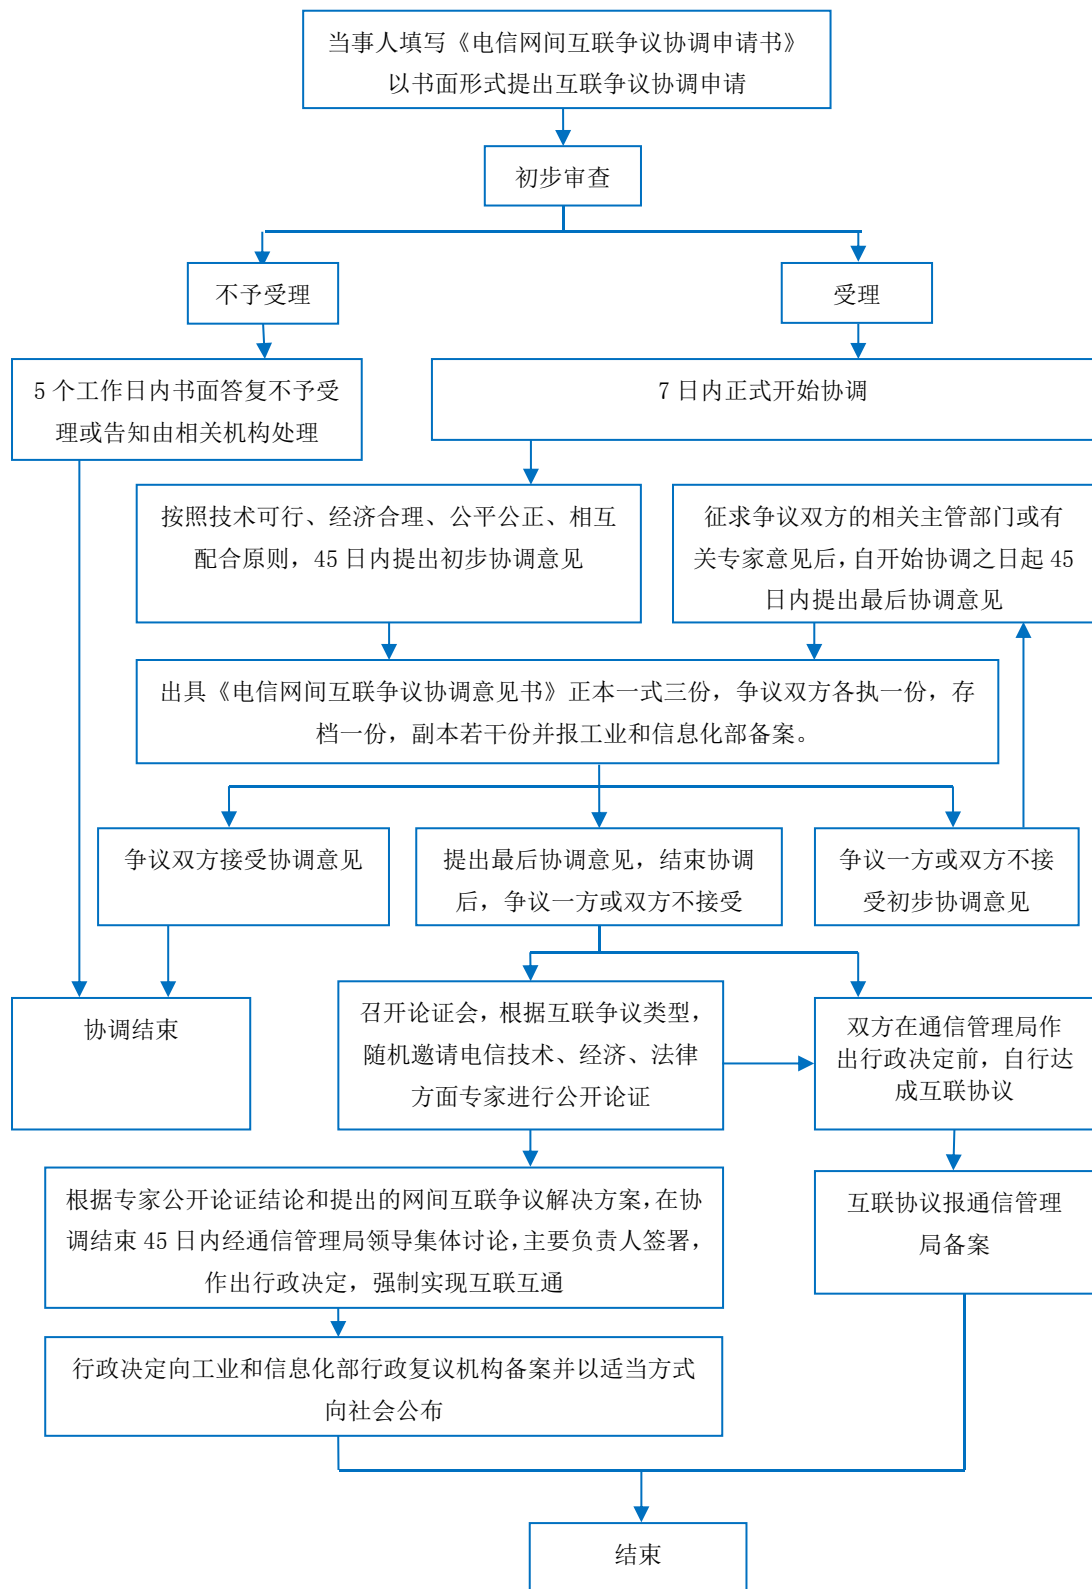 当事人填写《电信网间互联争议协调申请书》
以书面形式提出互联争议协调申请
初步审查
不予受理
受理
5 个工作日内书面答复不予受
理或告知由相关机构处理
7 日内正式开始协调
按照技术可行、经济合理、公平公正、相互
配合原则，45 日内提出初步协调意见
征求争议双方的相关主管部门或有
关专家意见后，自开始协调之日起 45
日内提出最后协调意见
出具《电信网间互联争议协调意见书》正本一式三份，争议双方各执一份，存
档一份，副本若干份并报工业和信息化部备案。
争议双方接受协调意见
提出最后协调意见，结束协调
后，争议一方或双方不接受
争议一方或双方不接
受初步协调意见
协调结束
召开论证会，根据互联争议类型，
随机邀请电信技术、经济、法律
方面专家进行公开论证
双方在通信管理局作
出行政决定前，自行达
成互联协议
根据专家公开论证结论和提出的网间互联争议解决方案，在协
调结束 45 日内经通信管理局领导集体讨论，主要负责人签署，
作出行政决定，强制实现互联互通
互联协议报通信管理
局备案
行政决定向工业和信息化部行政复议机构备案并以适当方式
向社会公布
结束